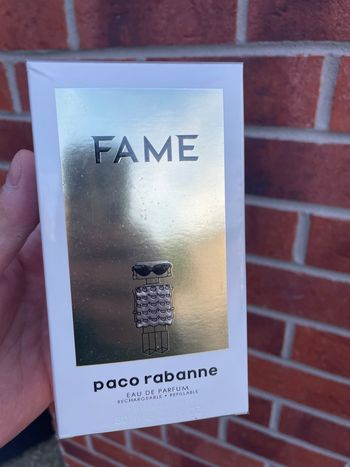 FAME
paco rabanne
EAU DE PARFUM
RECHARGEABLE • REFILLABLE